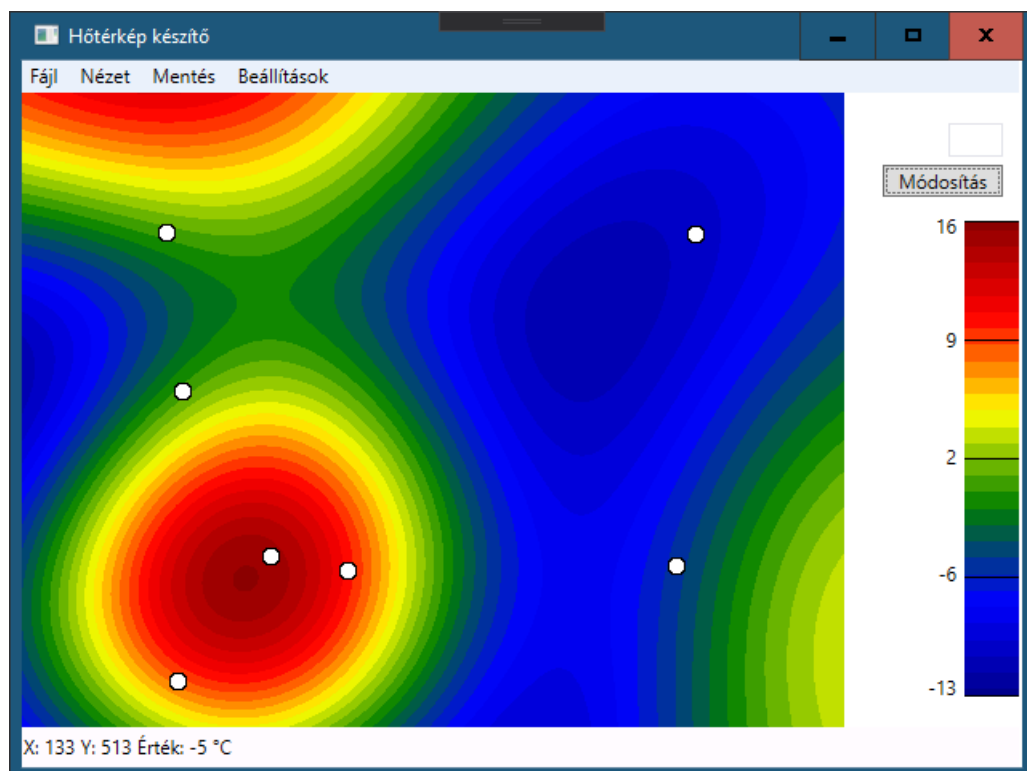 Hőtérkép készítő
Fájl Nézet Mentés Beállítások
Módosítás
16
9
2
-6
-13
X: 133 Y: 513 Érték: -5 °C